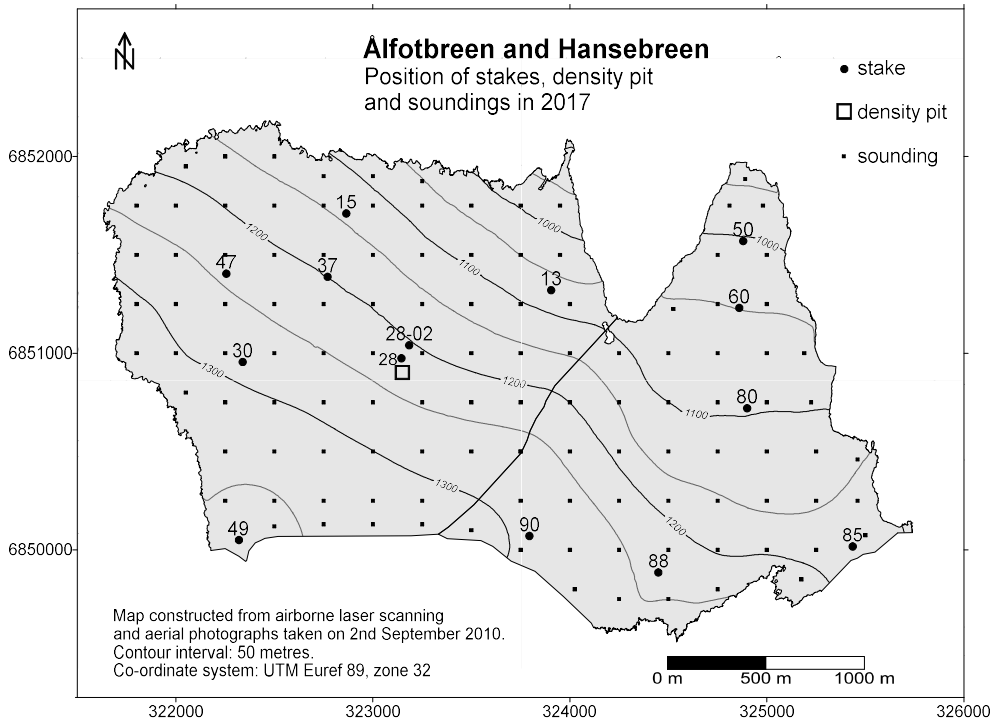 N
Ålfotbreen and Hansebreen
Position of stakes, density pit
and soundings in 2017
stake
density pit
sounding
6852000
6851000
6850000
15
1200
47
37
1000
1100
13
28-02
28
30
1300
1200
1300
49
50
1000
60
80
1100
90
1200
88
85
Map constructed from airborne laser scanning
and aerial photographs taken on 2nd September 2010.
Contour interval: 50 metres.
Co-ordinate system: UTM Euref 89, zone 32
0 m 500 m 1000 m
322000 323000 324000 325000 326000